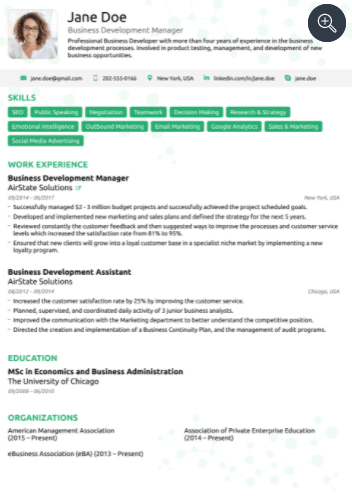 Jane Doe
Business Development Manager
Professional Business Developer with more than four years of experience in the business
development processes. Involved in product testing, management, and development of new
business opportunities.
jane.doe@gmail.com 202-555-0166 New York, USA linkedin.com/in/jane.doe jane.doe
SKILLS
SEO Public Speaking Negotiation Teamwork Decision Making Research & Strategy
Emotional Intelligence Outbound Marketing Email Marketing Google Analytics Sales & Marketing
Social Media Advertising
WORK EXPERIENCE
Business Development Manager
AirState Solutions
09/2014 - 06/2017 New York, USA
- Successfully managed $2 - 3 million budget projects and successfully achieved the project scheduled goals.
- Developed and implemented new marketing and sales plans and defined the strategy for the next 5 years.
- Reviewed constantly the customer feedback and then suggested ways to improve the processes and customer service
levels which increased the satisfaction rate from 81% to 95%.
- Ensured that new clients will grow into a loyal customer base in a specialist niche market by implementing a new
loyalty program.
Business Development Assistant
AirState Solutions
08/2012 - 09/2014 Chicago, USA
- Increased the customer satisfaction rate by 25% by improving the customer service.
- Planned, supervised, and coordinated daily activity of 3 junior business analysts.
- Improved the communication with the Marketing department to better understand the competitive position.
- Directed the creation and implementation of a Business Continuity Plan, and the management of audit programs.
EDUCATION
MSc in Economics and Business Administration
The University of Chicago
09/2008 - 06/2010
ORGANIZATIONS
American Management Association
(2015 – Present)
Association of Private Enterprise Education
(2014 – Present)
eBusiness Association (eBA) (2013 – Present)